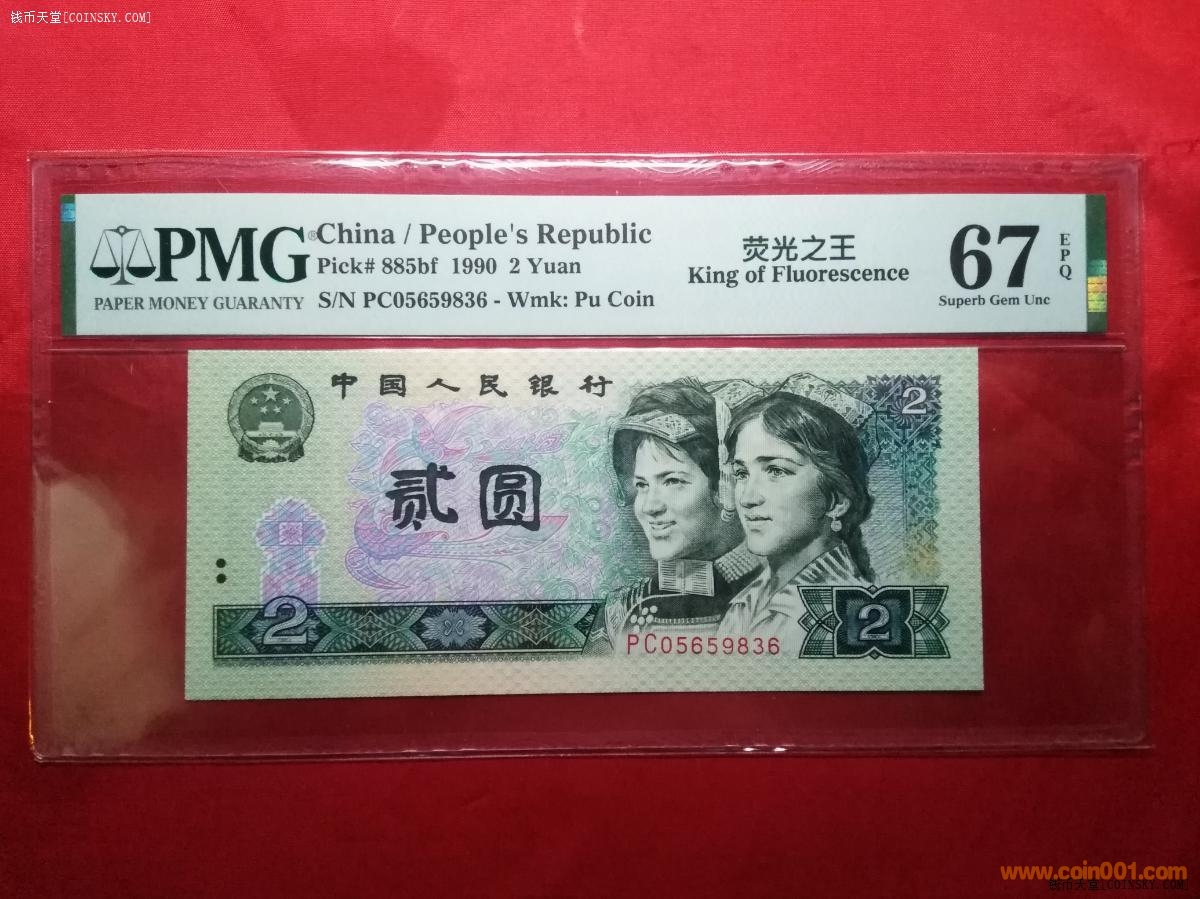 钱币天堂[COINSKY.COM]
PMG®
PAPER MONEY GUARANTY
China / People's Republic
Pick# 885bf 1990 2 Yuan
S/N PC05659836 - Wmk: Pu Coin
荧光之王
King of Fluorescence
67
EPQ
Superb Gem Unc
中国人民银行
2
贰圆
2
PC05659836
2
www.coin001.com
钱币天堂[COINSKY.COM]